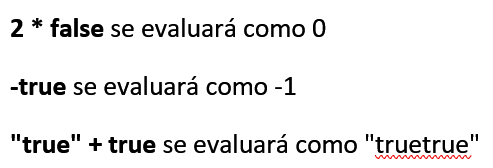 2 * false se evaluará como 0
-true se evaluará como -1
"true" + true se evaluará como "truetrue"